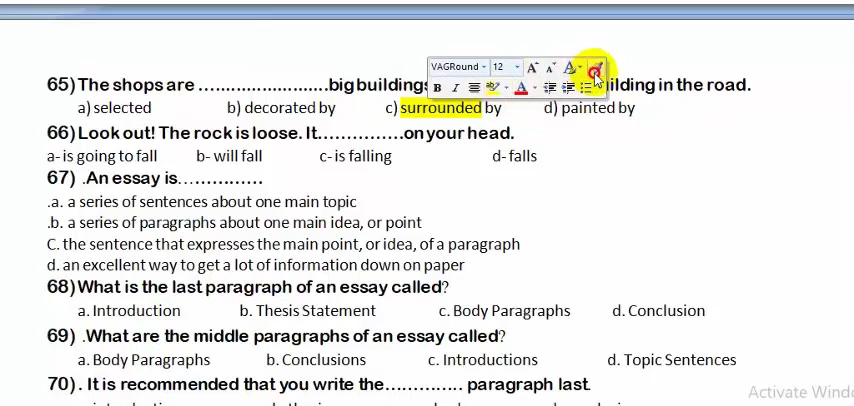 VAGRound 12
65) The shops are ........................big buildings ilding in the road.
a) selected b) decorated by c) surrounded by d) painted by
66) Look out! The rock is loose. It...............on your head.
a- is going to fall b- will fall c- is falling d- falls
67) .An essay is..............
.a. a series of sentences about one main topic
.b. a series of paragraphs about one main idea, or point
C. the sentence that expresses the main point, or idea, of a paragraph
d. an excellent way to get a lot of information down on paper
68) What is the last paragraph of an essay called?
a. Introduction b. Thesis Statement c. Body Paragraphs d. Conclusion
69) .What are the middle paragraphs of an essay called?
a. Body Paragraphs b. Conclusions c. Introductions d. Topic Sentences
70). It is recommended that you write the.............. paragraph last.
Activate Windo